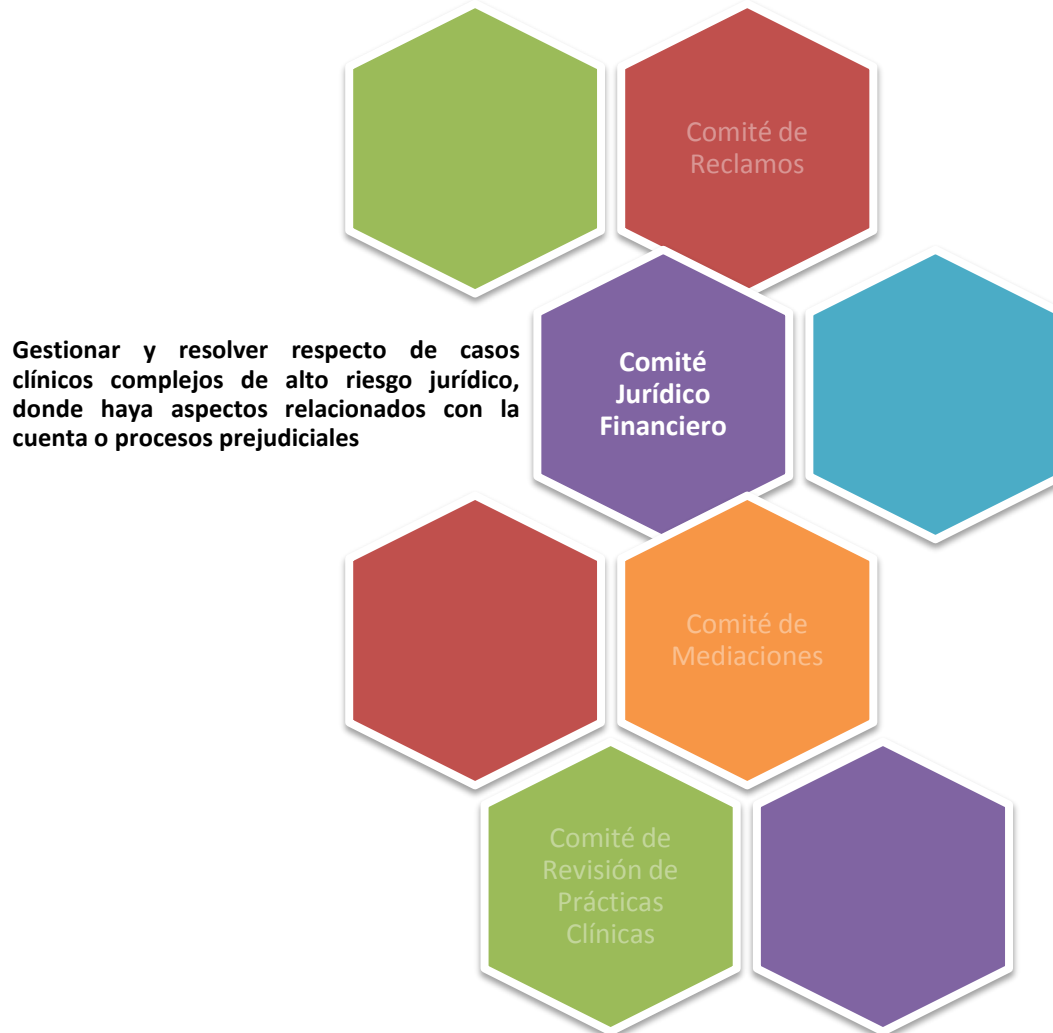 Comité de
Reclamos
Gestionar y resolver respecto de casos
clínicos complejos de alto riesgo jurídico,
donde haya aspectos relacionados con la
cuenta o procesos prejudiciales
Comité
Jurídico
Financiero
Comité de
Mediaciones
Comité de
Revisión de
Prácticas
Clínicas